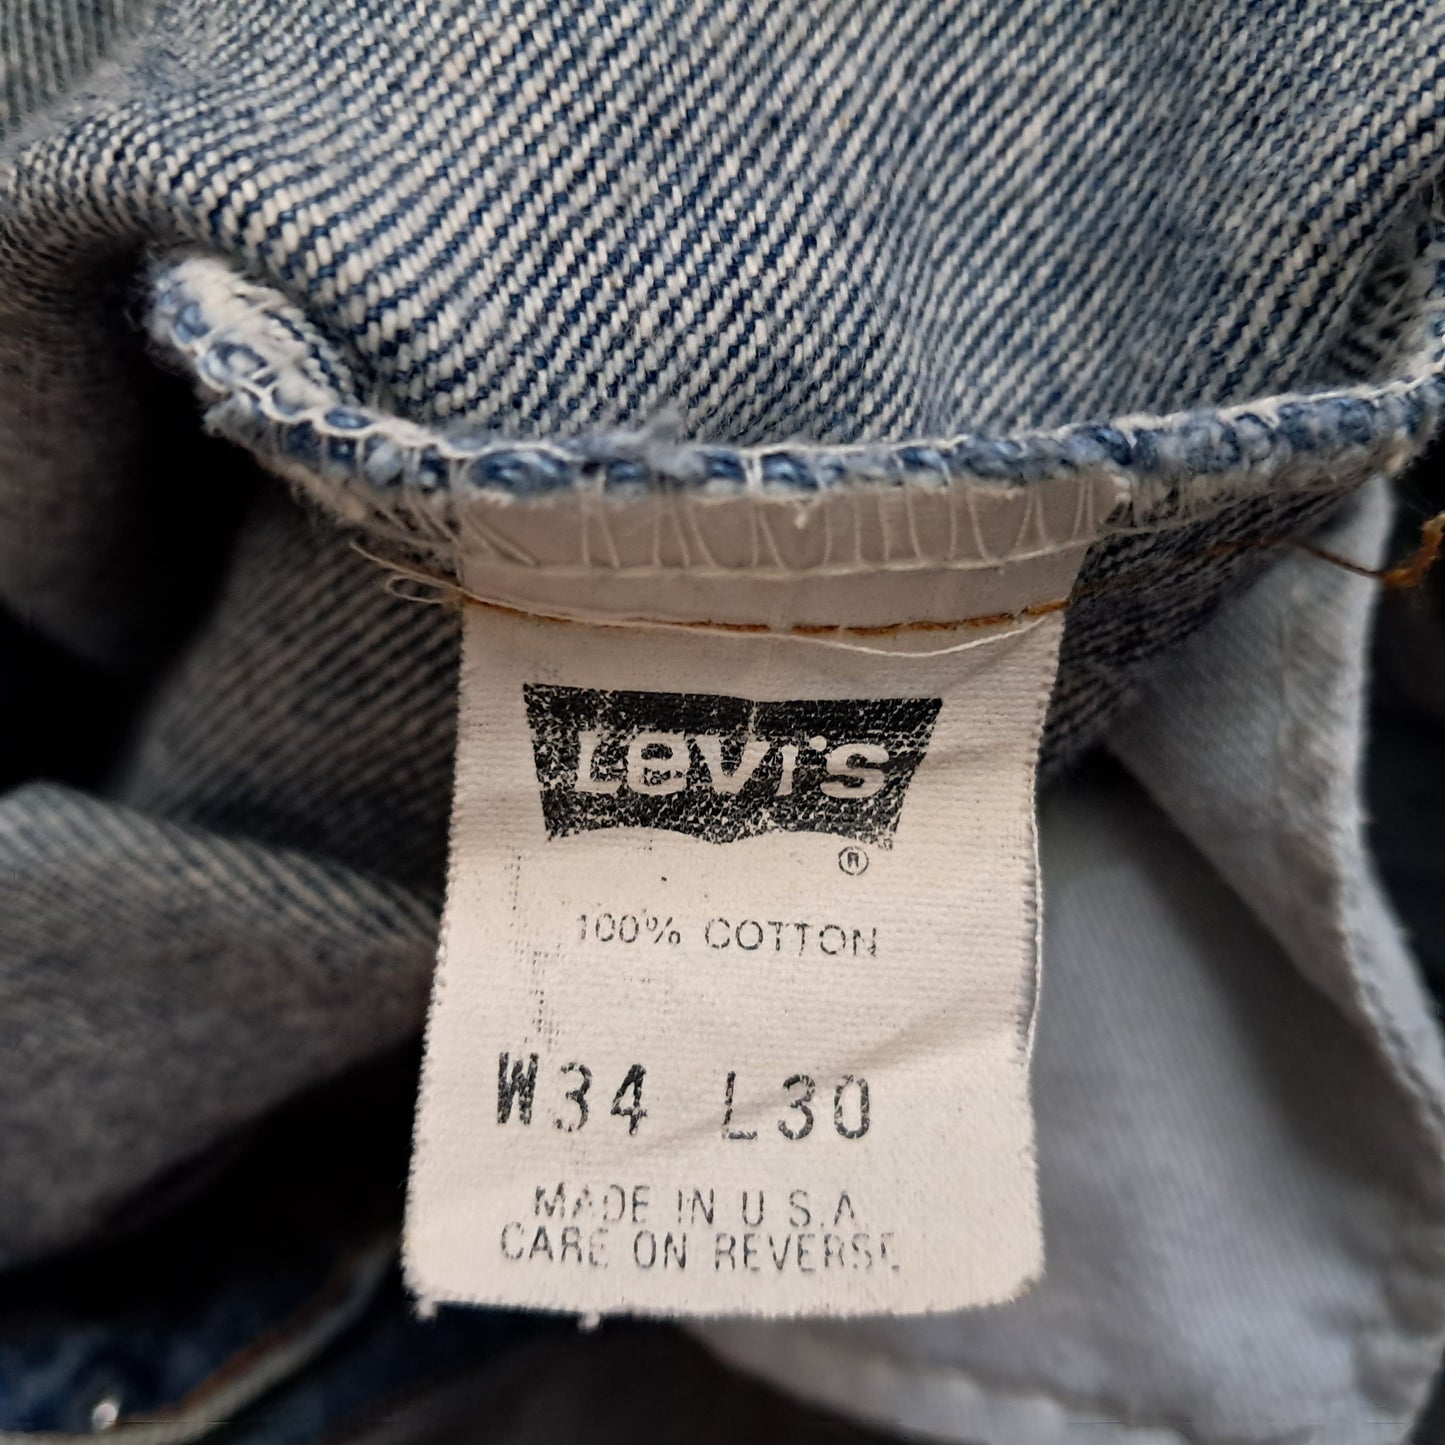 Levi's
®
100% COTTON
W34 L30
MADE IN U.S.A.
CARE ON REVERSE